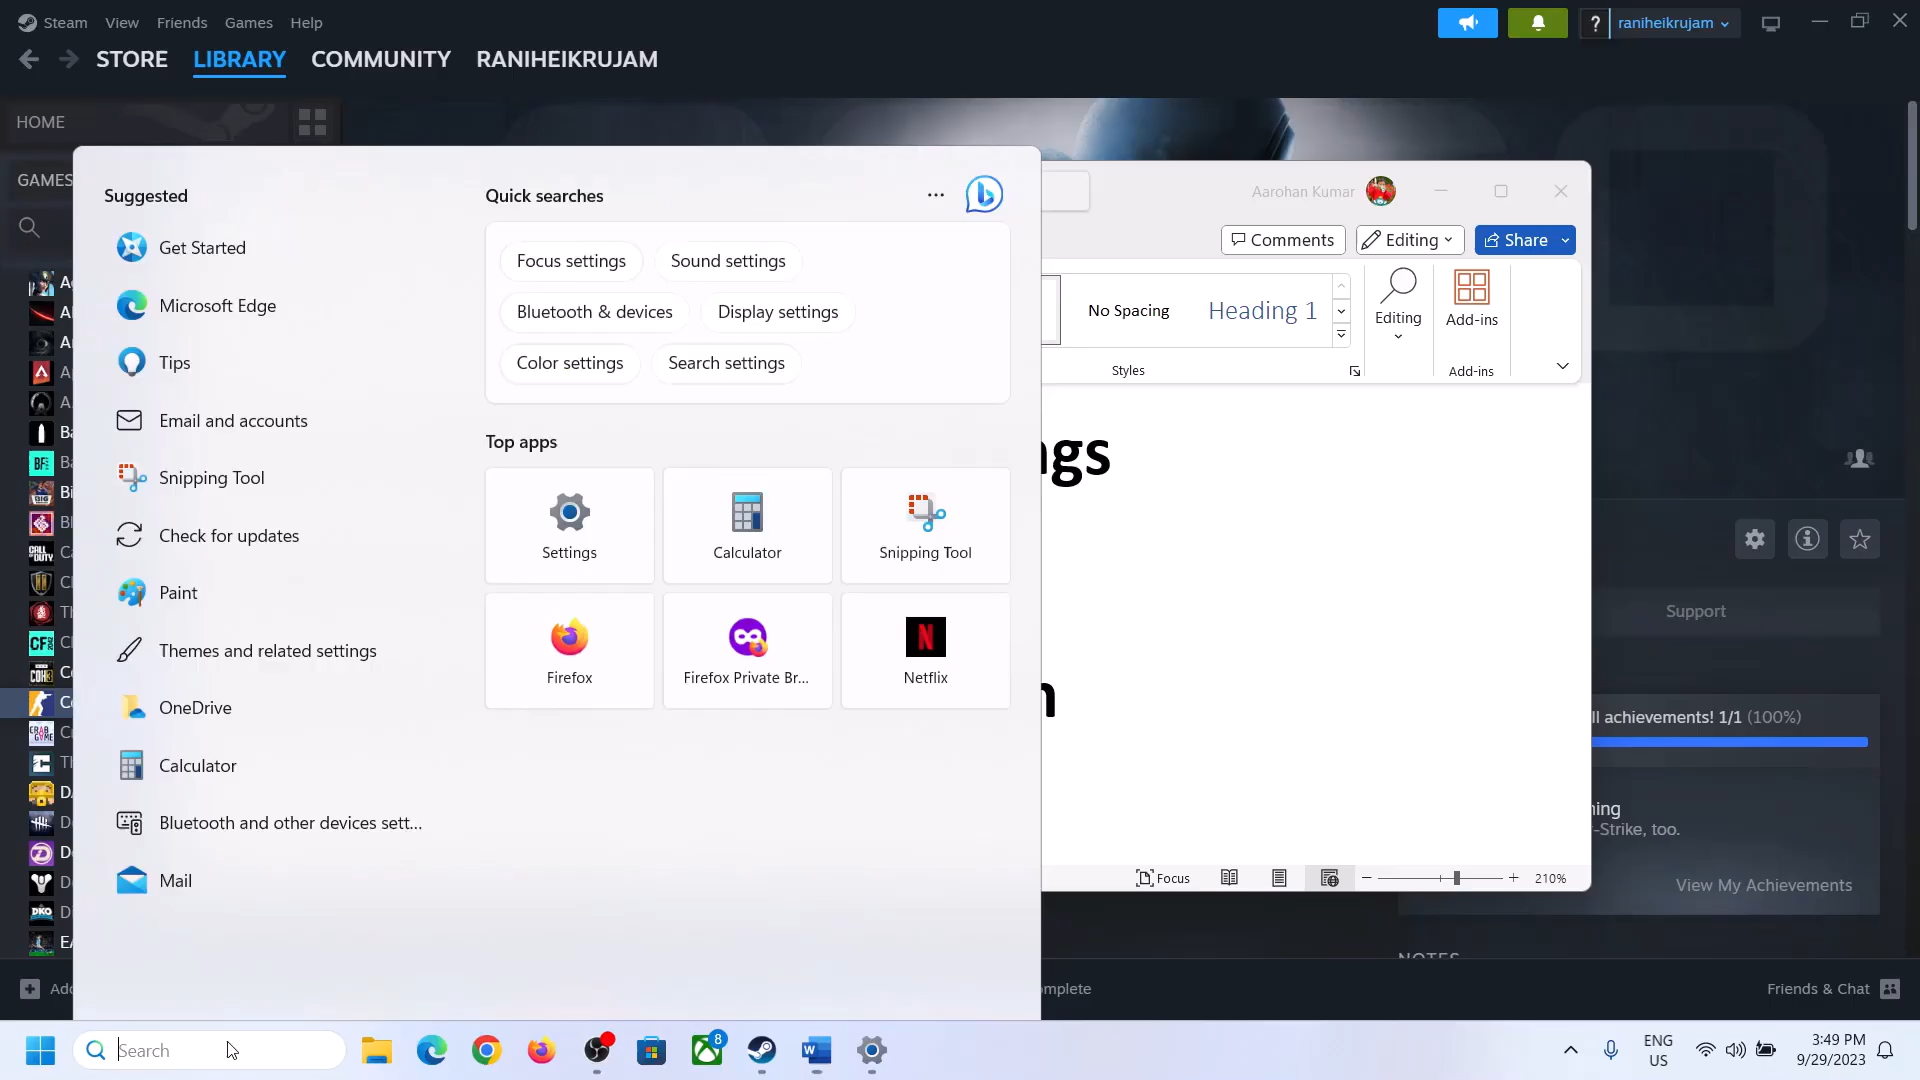 Steam View Friends Games Help
raniheikrujam
STORE LIBRARY COMMUNITY RANIHEIKRUJAM
HOME
GAMES
Suggested
Get Started
Microsoft Edge
Tips
Email and accounts
Snipping Tool
Check for updates
Paint
Themes and related settings
OneDrive
Calculator
Bluetooth and other devices sett...
Mail
Quick searches
Focus settings Sound settings
Bluetooth & devices Display settings
Color settings Search settings
Top apps
Settings Calculator Snipping Tool
Firefox Firefox Private Br... Netflix
Aarohan Kumar
Comments Editing Share
No Spacing Heading 1
Editing Add-ins
Styles Add-ins
ngs
n
Focus 210%
Support
ll achievements! 1/1 (100%)
ning
-Strike, too.
View My Achievements
Friends & Chat
omplete
Search
8
ENG
US
3:49 PM
9/29/2023